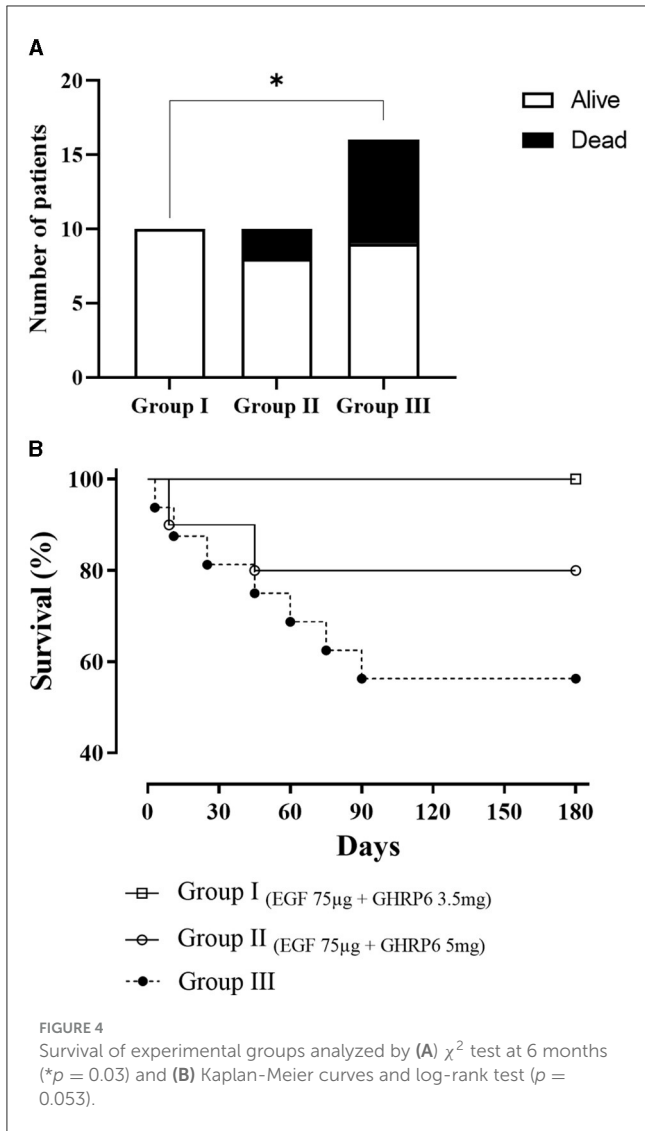 A
*
20
15
10
5
0
Number of patients
Alive
Dead
Group I Group II Group III
B
100
80
60
40
Survival (%)
0 30 60 90 120 150 180
Days
Group I (EGF 75µg + GHRP6 3.5mg)
Group II (EGF 75µg + GHRP6 5mg)
Group III
FIGURE 4
Survival of experimental groups analyzed by (A) χ² test at 6 months
(*p = 0.03) and (B) Kaplan-Meier curves and log-rank test (p =
0.053).